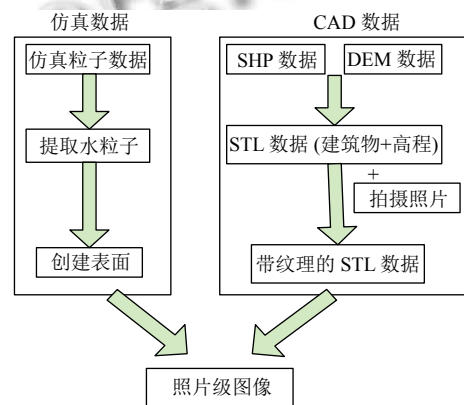 仿真数据
仿真粒子数据
提取水粒子
创建表面
CAD 数据
SHP 数据
DEM 数据
STL 数据 (建筑物+高程)
+
拍摄照片
带纹理的 STL 数据
照片级图像